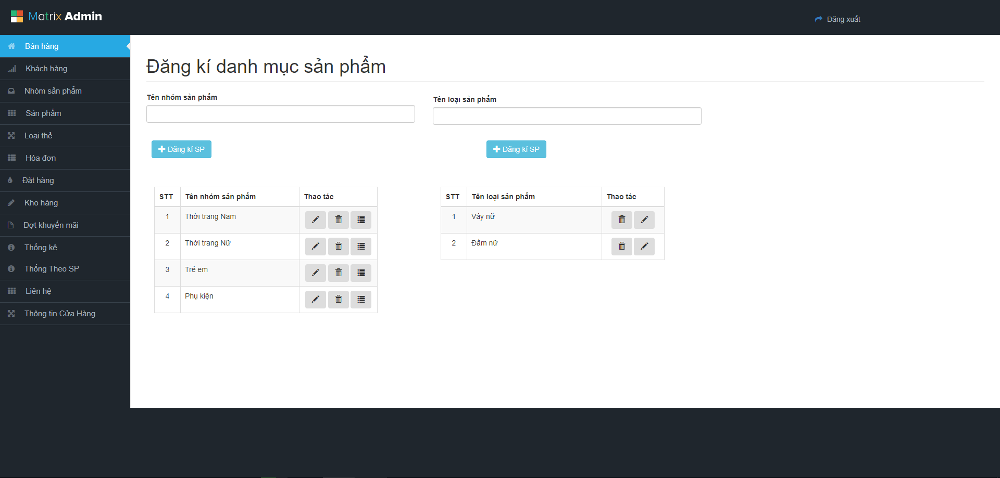 Matrix Admin
Đăng xuất
Bán hàng
Khách hàng
Nhóm sản phẩm
Sản phẩm
Loại thẻ
Hóa đơn
Đặt hàng
Kho hàng
Đợt khuyến mãi
Thống kê
Thống Theo SP
Liên hệ
Thông tin Cửa Hàng
Đăng kí danh mục sản phẩm
Tên nhóm sản phẩm
Đăng kí SP
STT Tên nhóm sản phẩm Thao tác
1 Thời trang Nam
2 Thời trang Nữ
3 Trẻ em
4 Phụ kiện
Tên loại sản phẩm
Đăng kí SP
STT Tên loại sản phẩm Thao tác
1 Váy nữ
2 Đầm nữ